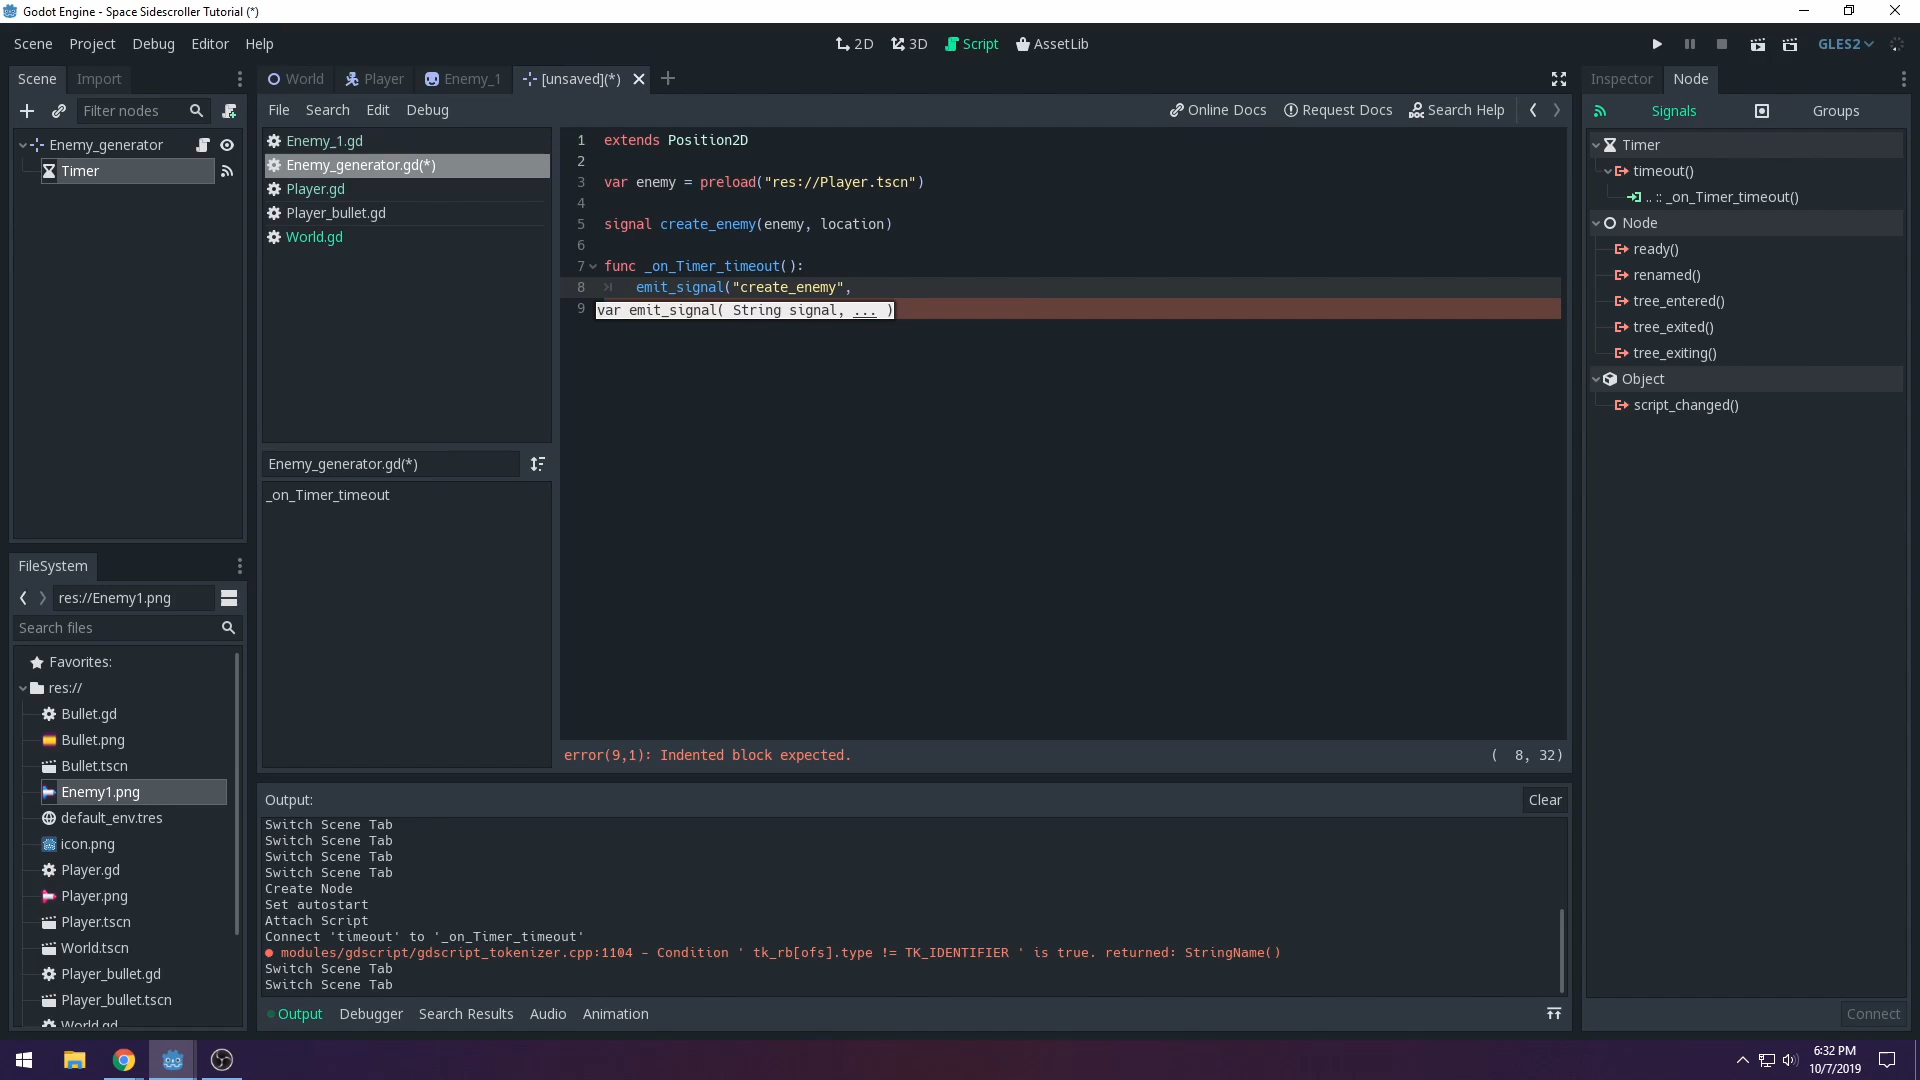 Godot Engine - Space Sidescroller Tutorial (*)
Scene Project Debug Editor Help
2D 3D Script AssetLib
GLES2
Scene Import
World Player Enemy_1 [unsaved](*)
Inspector Node
Filter nodes
File Search Edit Debug
Online Docs Request Docs Search Help
Signals Groups
Enemy_generator
Timer
Enemy_1.gd
Enemy_generator.gd(*)
Player.gd
Player_bullet.gd
World.gd
Enemy_generator.gd(*)
_on_Timer_timeout
1 extends Position2D
2
3 var enemy = preload("res://Player.tscn")
4
5 signal create_enemy(enemy, location)
6
7 func _on_Timer_timeout():
8 emit_signal("create_enemy",
9 var emit_signal( String signal, ... )
error(9,1): Indented block expected.
( 8, 32)
Timer
timeout()
.. :: _on_Timer_timeout()
Node
ready()
renamed()
tree_entered()
tree_exited()
tree_exiting()
Object
script_changed()
Connect
FileSystem
res://Enemy1.png
Search files
Favorites:
res://
Bullet.gd
Bullet.png
Bullet.tscn
Enemy1.png
default_env.tres
icon.png
Player.gd
Player.png
Player.tscn
World.tscn
Player_bullet.gd
Player_bullet.tscn
World.gd
Output:
Clear
Switch Scene Tab
Switch Scene Tab
Switch Scene Tab
Switch Scene Tab
Create Node
Set autostart
Attach Script
Connect 'timeout' to '_on_Timer_timeout'
modules/gdscript/gdscript_tokenizer.cpp:1104 - Condition ' tk_rb[ofs].type != TK_IDENTIFIER ' is true. returned: StringName()
Switch Scene Tab
Switch Scene Tab
Output Debugger Search Results Audio Animation
6:32 PM
10/7/2019